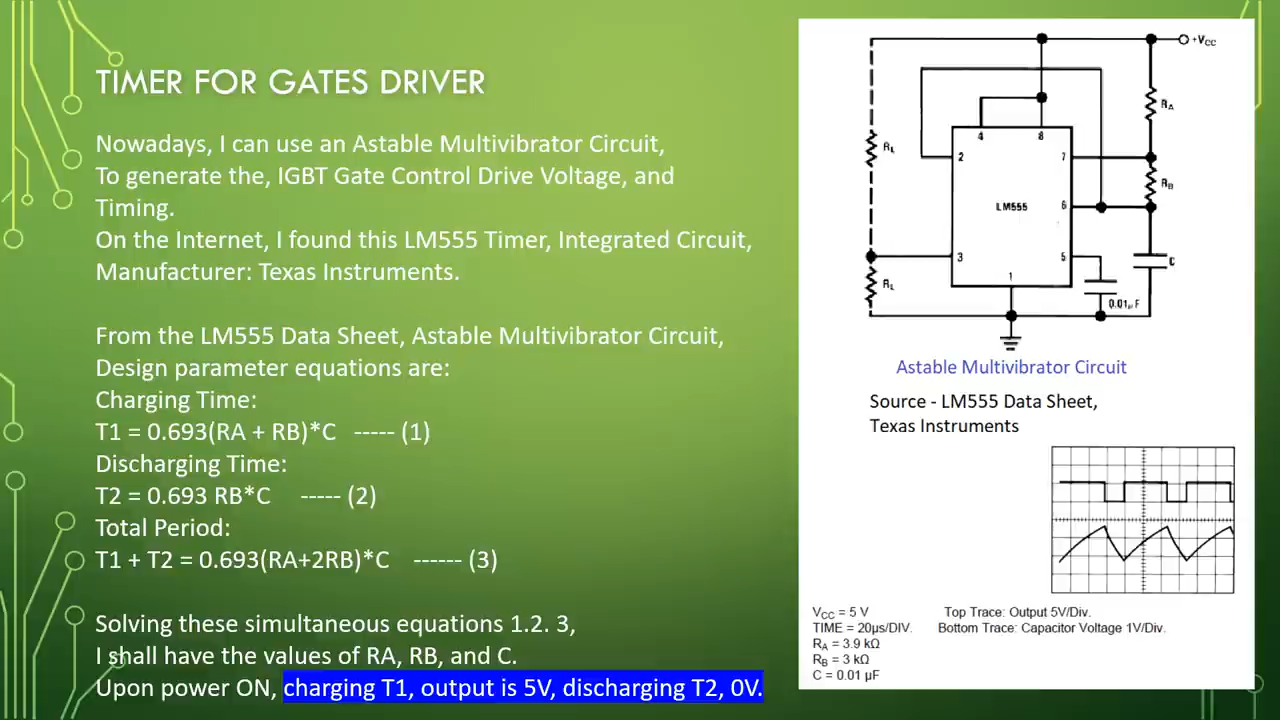 TIMER FOR GATES DRIVER
Nowadays, I can use an Astable Multivibrator Circuit,
To generate the, IGBT Gate Control Drive Voltage, and
Timing.
On the Internet, I found this LM555 Timer, Integrated Circuit,
Manufacturer: Texas Instruments.
From the LM555 Data Sheet, Astable Multivibrator Circuit,
Design parameter equations are:
Charging Time:
T1 = 0.693(RA + RB)*C ----- (1)
Discharging Time:
T2 = 0.693 RB*C ----- (2)
Total Period:
T1 + T2 = 0.693(RA+2RB)*C ------ (3)
Solving these simultaneous equations 1.2. 3,
I shall have the values of RA, RB, and C.
Upon power ON, charging T1, output is 5V, discharging T2, 0V.
+VCC
RA
4 8
RL
2 7
RB
LM555 6
3 5
C
RL
1
0.01µF
Astable Multivibrator Circuit
Source - LM555 Data Sheet,
Texas Instruments
VCC = 5 V Top Trace: Output 5V/Div.
TIME = 20µs/DIV. Bottom Trace: Capacitor Voltage 1V/Div.
RA = 3.9 kΩ
RB = 3 kΩ
C = 0.01 µF